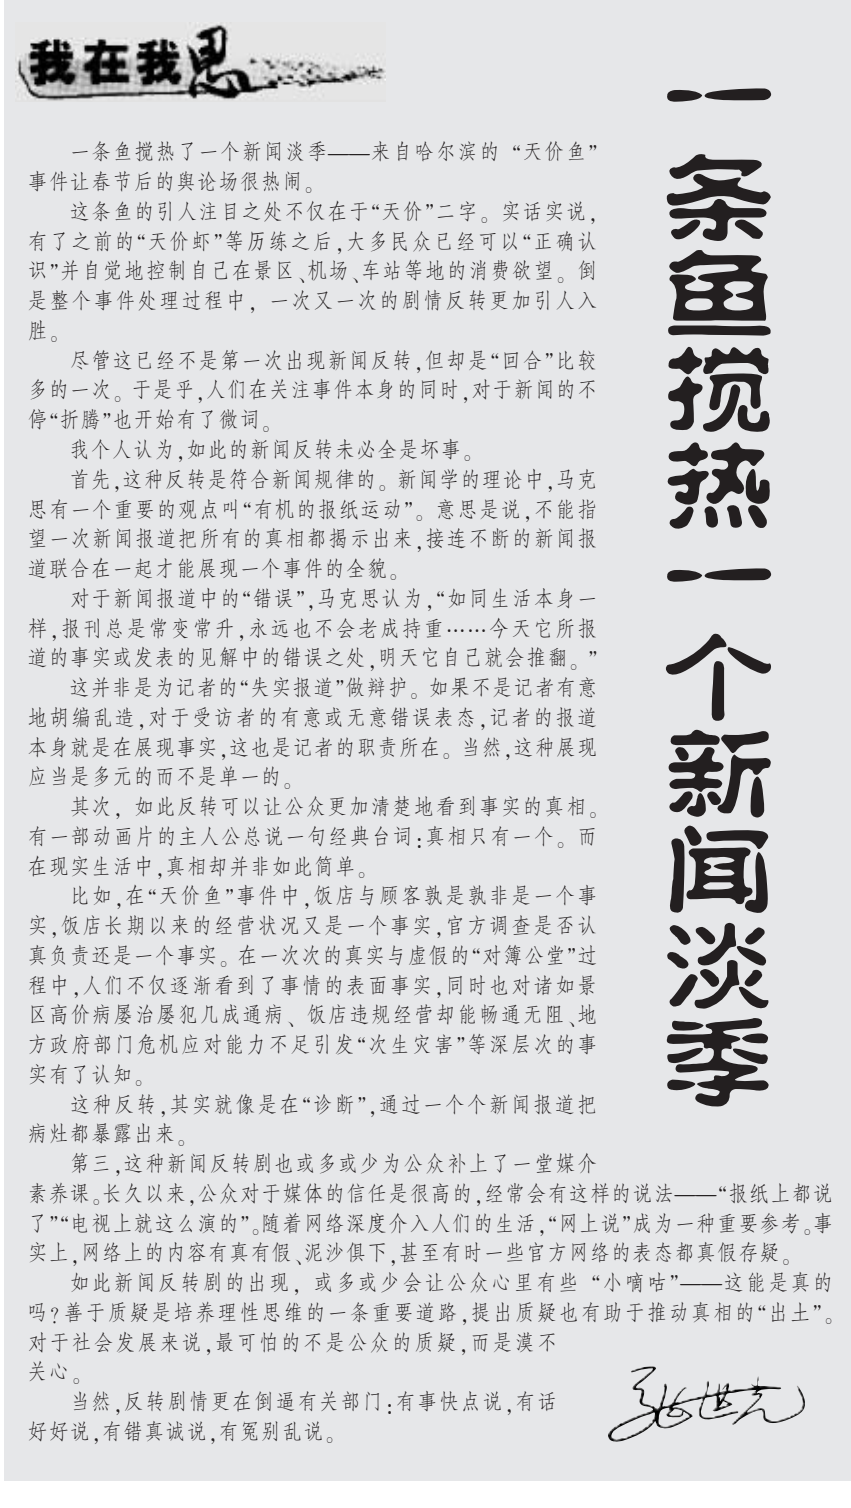 我在我思
一条鱼搅热一个新闻淡季
一条鱼搅热了一个新闻淡季——来自哈尔滨的“天价鱼”
事件让春节后的舆论场很热闹。
这条鱼的引人注目之处不仅在于“天价”二字。实话实说，
有了之前的“天价虾”等历练之后，大多民众已经可以“正确认
识”并自觉地控制自己在景区、机场、车站等地的消费欲望。倒
是整个事件处理过程中，一次又一次的剧情反转更加引人入
胜。
尽管这已经不是第一次出现新闻反转，但却是“回合”比较
多的一次。于是乎，人们在关注事件本身的同时，对于新闻的不
停“折腾”也开始有了微词。
我个人认为，如此的新闻反转未必全是坏事。
首先，这种反转是符合新闻规律的。新闻学的理论中，马克
思有一个重要的观点叫“有机的报纸运动”。意思是说，不能指
望一次新闻报道把所有的真相都揭示出来，接连不断的新闻报
道联合在一起才能展现一个事件的全貌。
对于新闻报道中的“错误”，马克思认为，“如同生活本身一
样，报刊总是常变常升，永远也不会老成持重……今天它所报
道的事实或发表的见解中的错误之处，明天它自己就会推翻。”
这并非是为记者的“失实报道”做辩护。如果不是记者有意
地胡编乱造，对于受访者的有意或无意错误表态，记者的报道
本身就是在展现事实，这也是记者的职责所在。当然，这种展现
应当是多元的而不是单一的。
其次，如此反转可以让公众更加清楚地看到事实的真相。
有一部动画片的主人公总说一句经典台词：真相只有一个。而
在现实生活中，真相却并非如此简单。
比如，在“天价鱼”事件中，饭店与顾客孰是孰非是一个事
实，饭店长期以来的经营状况又是一个事实，官方调查是否认
真负责还是一个事实。在一次次的真实与虚假的“对簿公堂”过
程中，人们不仅逐渐看到了事情的表面事实，同时也对诸如景
区高价病屡治屡犯几成通病、饭店违规经营却能畅通无阻、地
方政府部门危机应对能力不足引发“次生灾害”等深层次的事
实有了认知。
这种反转，其实就像是在“诊断”，通过一个个新闻报道把
病灶都暴露出来。
第三，这种新闻反转剧也或多或少为公众补上了一堂媒介
素养课。长久以来，公众对于媒体的信任是很高的，经常会有这样的说法——“报纸上都说
了”“电视上就这么演的”。随着网络深度介入人们的生活，“网上说”成为一种重要参考。事
实上，网络上的内容有真有假、泥沙俱下，甚至有时一些官方网络的表态都真假存疑。
如此新闻反转剧的出现，或多或少会让公众心里有些“小嘀咕”——这能是真的
吗？善于质疑是培养理性思维的一条重要道路，提出质疑也有助于推动真相的“出土”。
对于社会发展来说，最可怕的不是公众的质疑，而是漠不
关心。
当然，反转剧情更在倒逼有关部门：有事快点说，有话
好好说，有错真诚说，有冤别乱说。
张世光